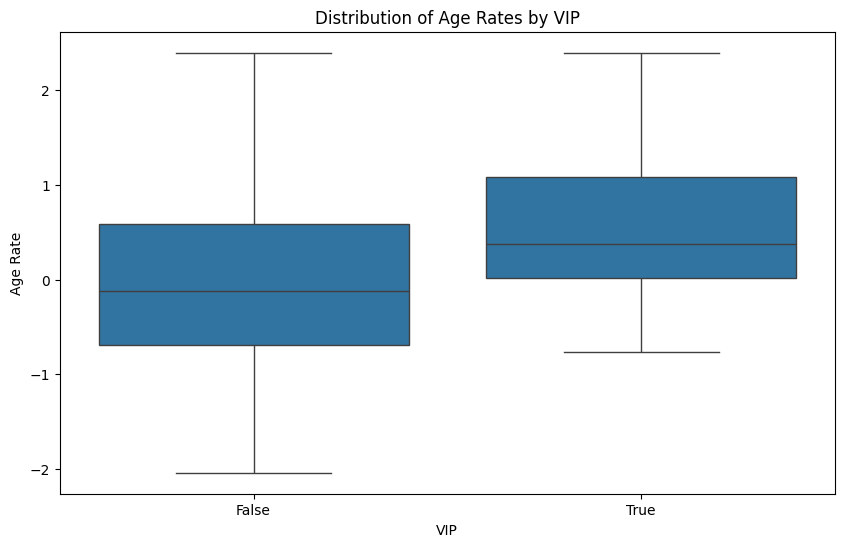 Distribution of Age Rates by VIP
Age Rate
2
1
0
−1
−2
False True
VIP